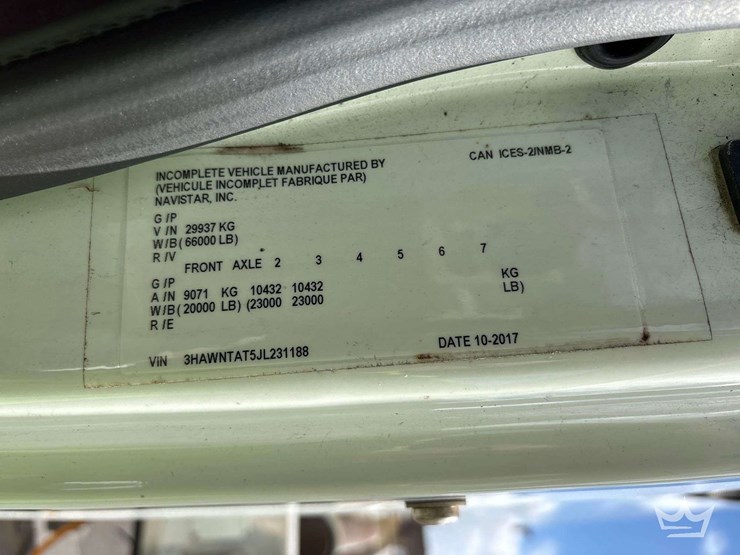 INCOMPLETE VEHICLE MANUFACTURED BY
(VEHICULE INCOMPLET FABRIQUE PAR)
NAVISTAR, INC.
CAN ICES-2/NMB-2
G /P
V /N 29937 KG
W/B( 66000 LB)
R /V
FRONT AXLE 2 3 4 5 6 7
G /P
A /N 9071 KG 10432 10432 KG
W/B( 20000 LB) (23000 23000 LB)
R /E
VIN 3HAWNTAT5JL231188 DATE 10-2017